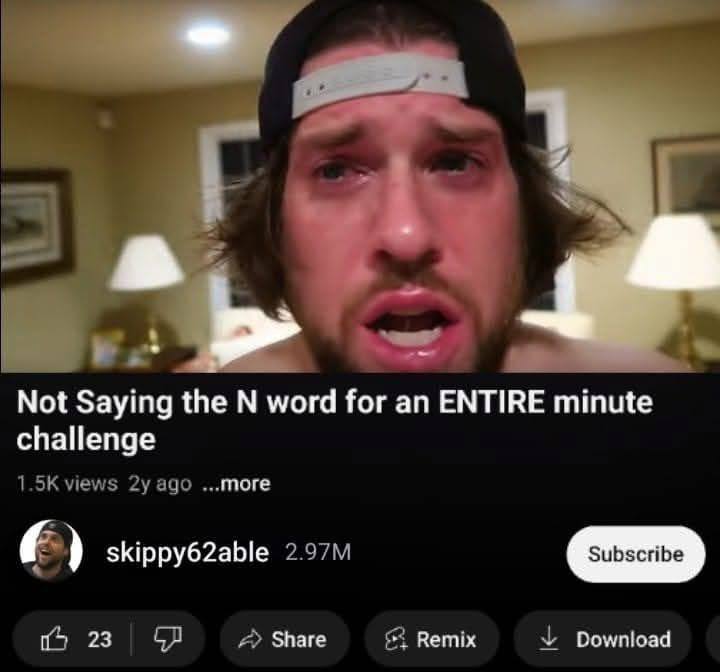 Not Saying the N word for an ENTIRE minute
challenge
1.5K views 2y ago ...more
skippy62able 2.97M
Subscribe
23
Share
Remix
Download